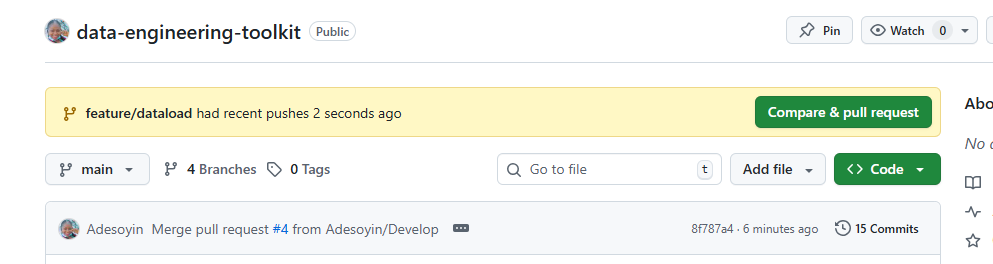 data-engineering-toolkit Public Pin Watch 0
feature/dataload had recent pushes 2 seconds ago Compare & pull request
main 4 Branches 0 Tags Go to file t Add file Code
Adesoyin Merge pull request #4 from Adesoyin/Develop 8f787a4 · 6 minutes ago 15 Commits
Abo
No